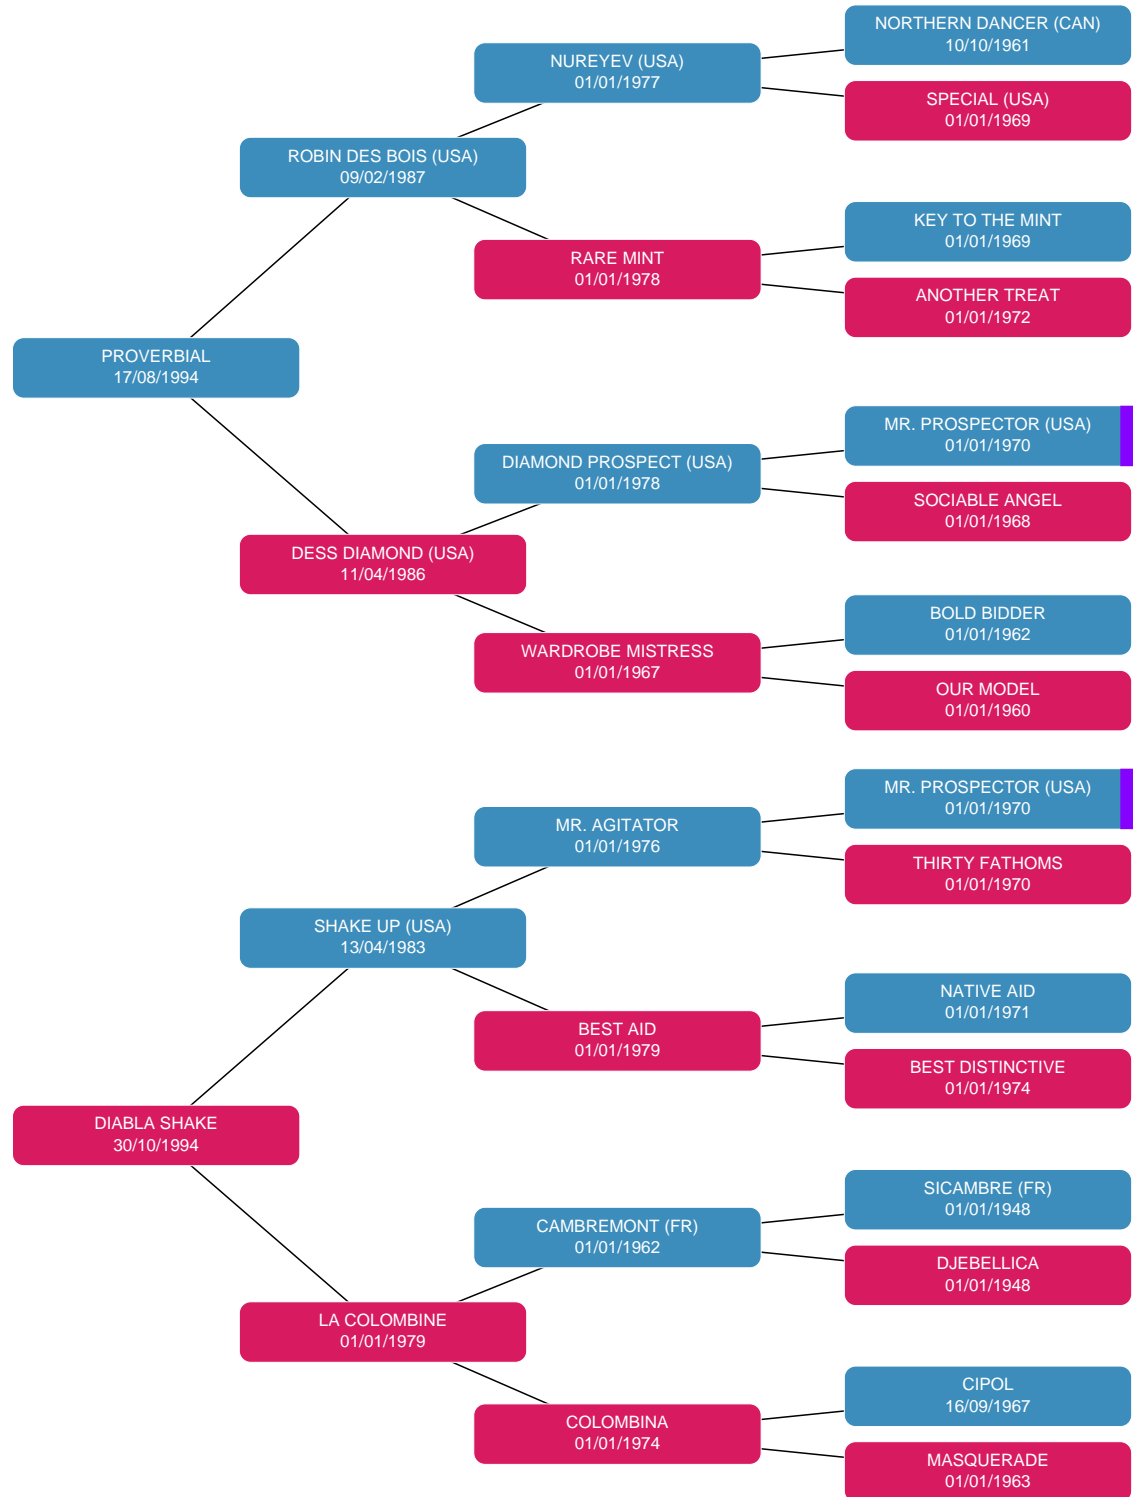 NORTHERN DANCER (CAN)
10/10/1961
NUREYEV (USA)
01/01/1977
SPECIAL (USA)
01/01/1969
ROBIN DES BOIS (USA)
09/02/1987
KEY TO THE MINT
01/01/1969
RARE MINT
01/01/1978
ANOTHER TREAT
01/01/1972
PROVERBIAL
17/08/1994
MR. PROSPECTOR (USA)
01/01/1970
DIAMOND PROSPECT (USA)
01/01/1978
SOCIABLE ANGEL
01/01/1968
DESS DIAMOND (USA)
11/04/1986
BOLD BIDDER
01/01/1962
WARDROBE MISTRESS
01/01/1967
OUR MODEL
01/01/1960
MR. PROSPECTOR (USA)
01/01/1970
MR. AGITATOR
01/01/1976
THIRTY FATHOMS
01/01/1970
SHAKE UP (USA)
13/04/1983
NATIVE AID
01/01/1971
BEST AID
01/01/1979
BEST DISTINCTIVE
01/01/1974
DIABLA SHAKE
30/10/1994
SICAMBRE (FR)
01/01/1948
CAMBREMONT (FR)
01/01/1962
DJEBELLICA
01/01/1948
LA COLOMBINE
01/01/1979
CIPOL
16/09/1967
COLOMBINA
01/01/1974
MASQUERADE
01/01/1963